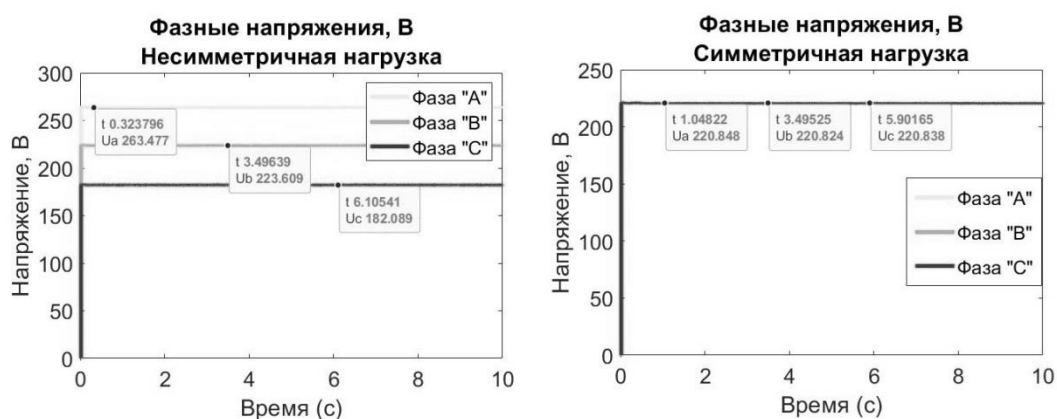 Фазные напряжения, В
Несимметричная нагрузка
300
250
200
150
100
50
0
Напряжение, В
0
2
4
6
8
10
Время (с)
Фаза "A"
Фаза "B"
Фаза "C"
t 0.323796
Ua 263.477
t 3.49639
Ub 223.609
t 6.10541
Uc 182.089
Фазные напряжения, В
Симметричная нагрузка
250
200
150
100
50
0
Напряжение, В
0
2
4
6
8
10
Время (с)
t 1.04822
Ua 220.848
t 3.49525
Ub 220.824
t 5.90165
Uc 220.838
Фаза "A"
Фаза "B"
Фаза "C"